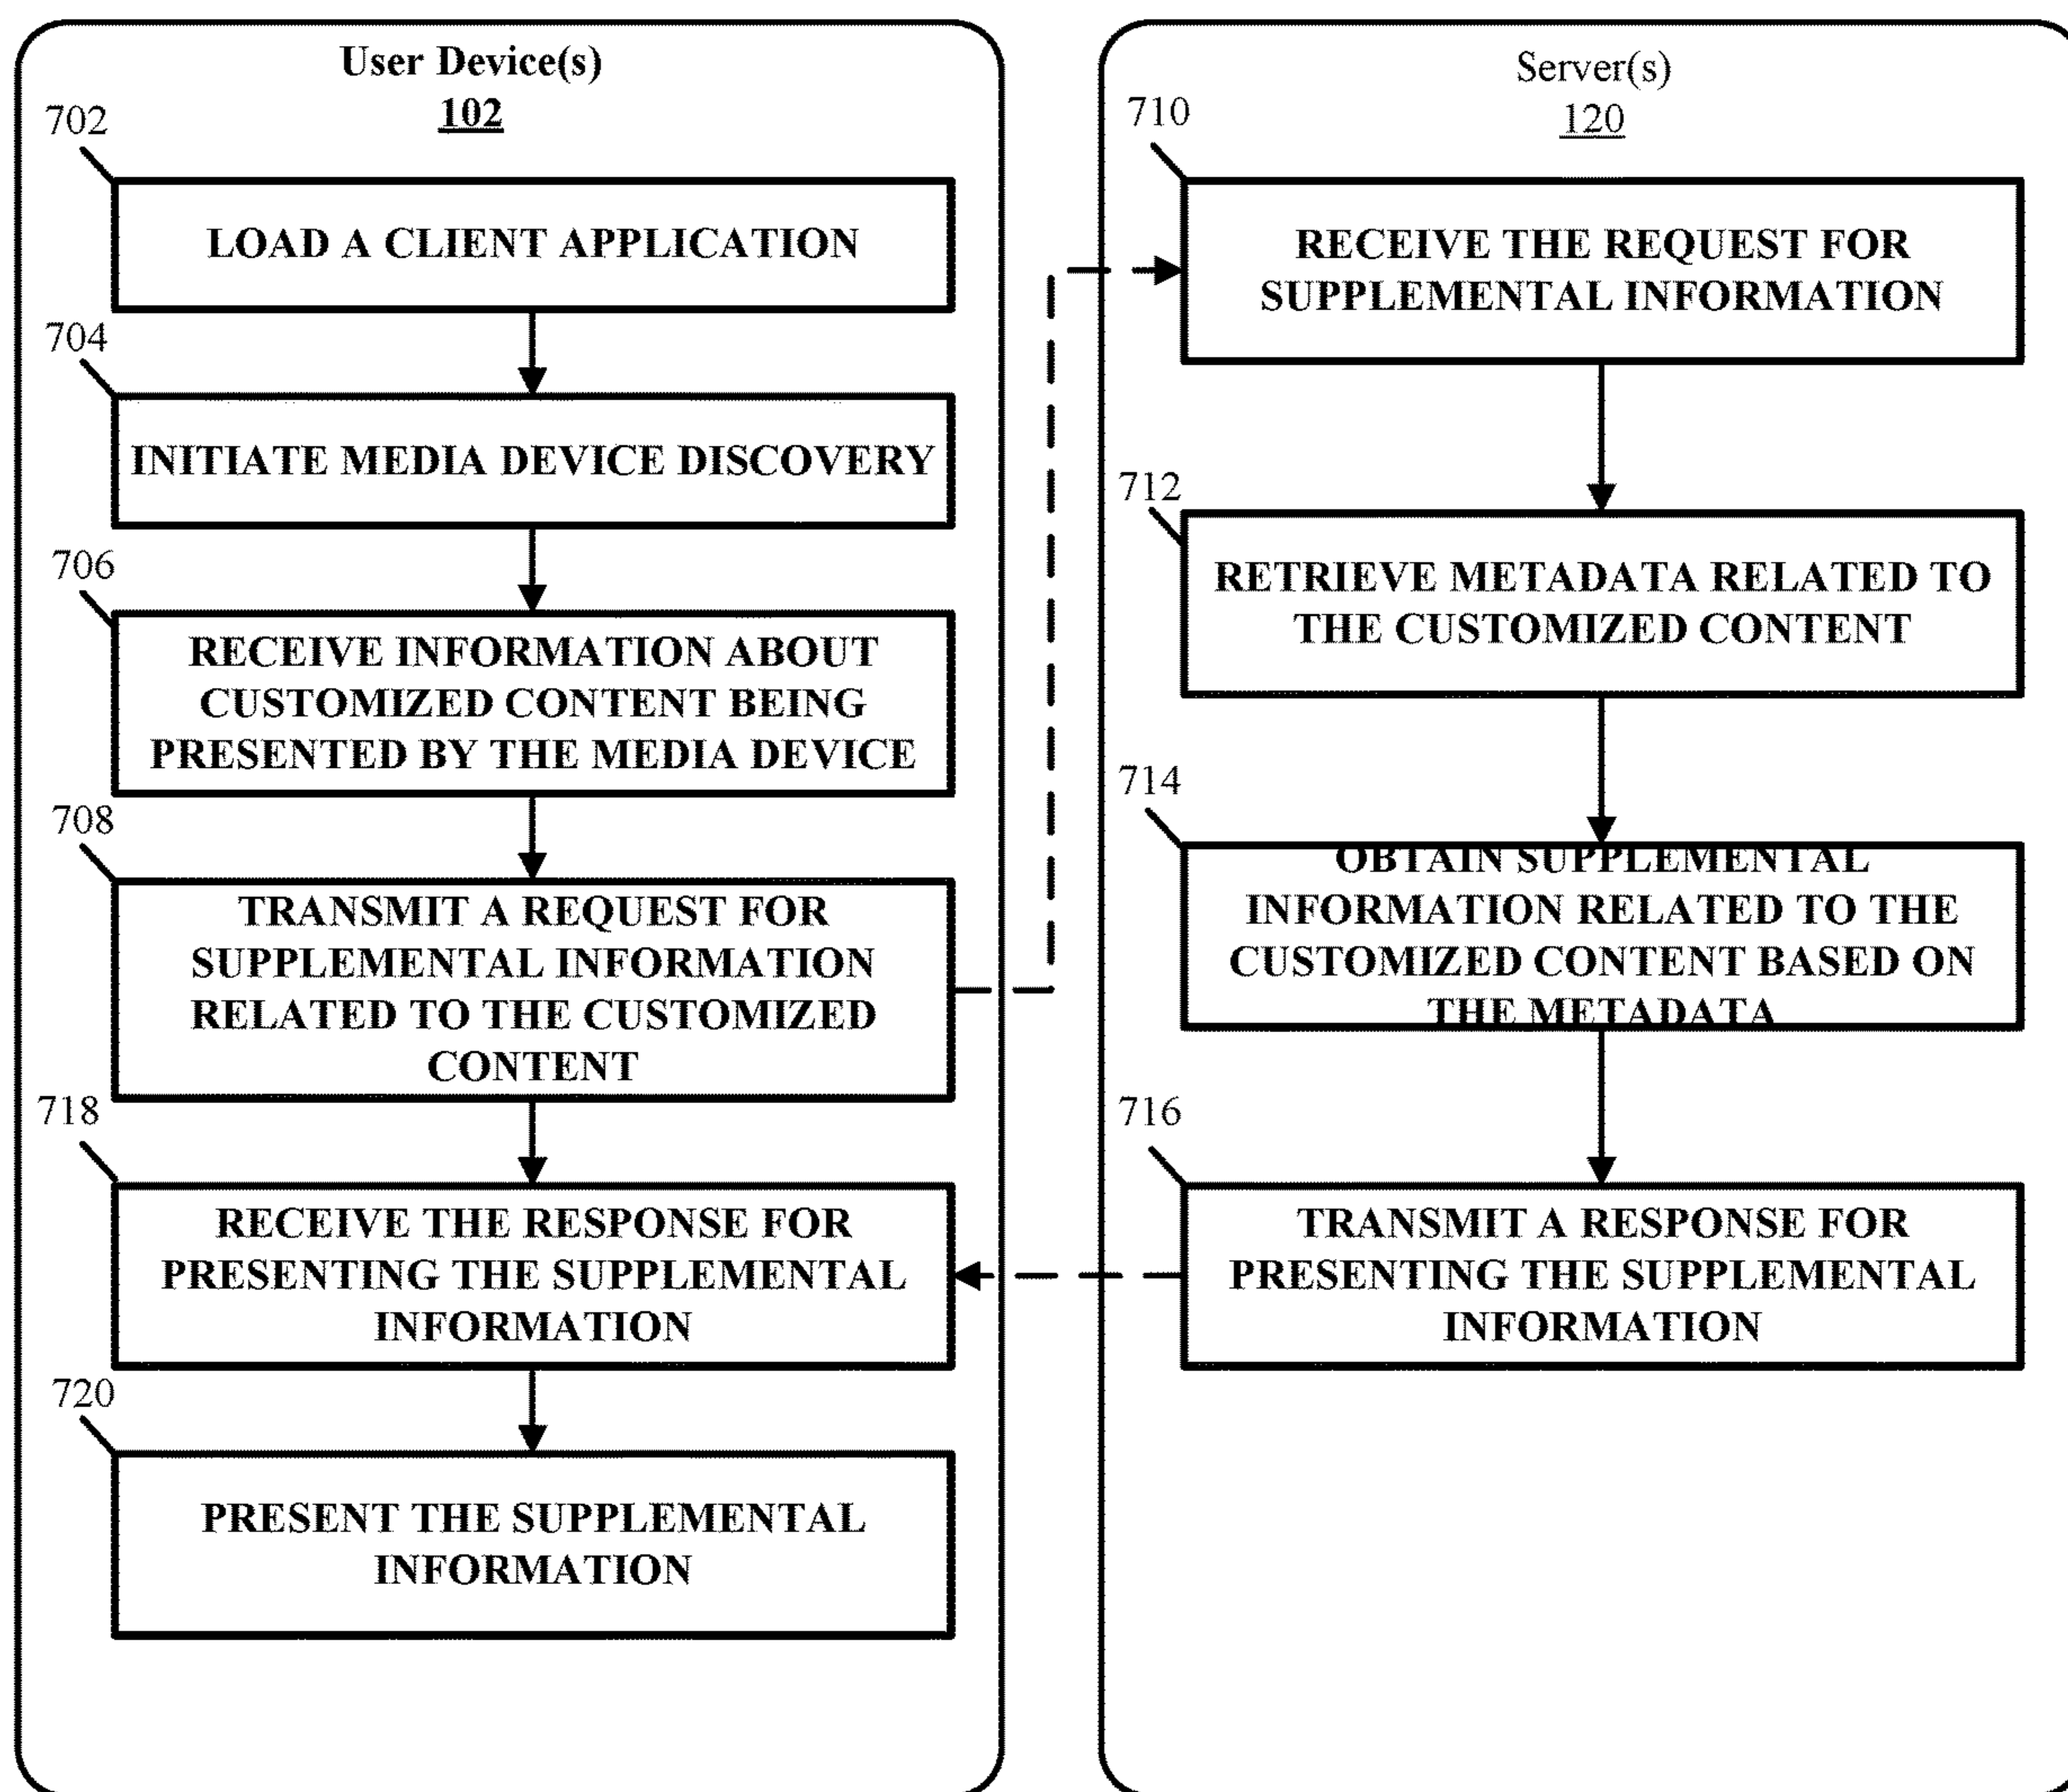 User Device(s)
102
702
LOAD A CLIENT APPLICATION
704
INITIATE MEDIA DEVICE DISCOVERY
706
RECEIVE INFORMATION ABOUT
CUSTOMIZED CONTENT BEING
PRESENTED BY THE MEDIA DEVICE
708
TRANSMIT A REQUEST FOR
SUPPLEMENTAL INFORMATION
RELATED TO THE CUSTOMIZED
CONTENT
718
RECEIVE THE RESPONSE FOR
PRESENTING THE SUPPLEMENTAL
INFORMATION
720
PRESENT THE SUPPLEMENTAL
INFORMATION
Server(s)
120
710
RECEIVE THE REQUEST FOR
SUPPLEMENTAL INFORMATION
712
RETRIEVE METADATA RELATED TO
THE CUSTOMIZED CONTENT
714
OBTAIN SUPPLEMENTAL
INFORMATION RELATED TO THE
CUSTOMIZED CONTENT BASED ON
THE METADATA
716
TRANSMIT A RESPONSE FOR
PRESENTING THE SUPPLEMENTAL
INFORMATION